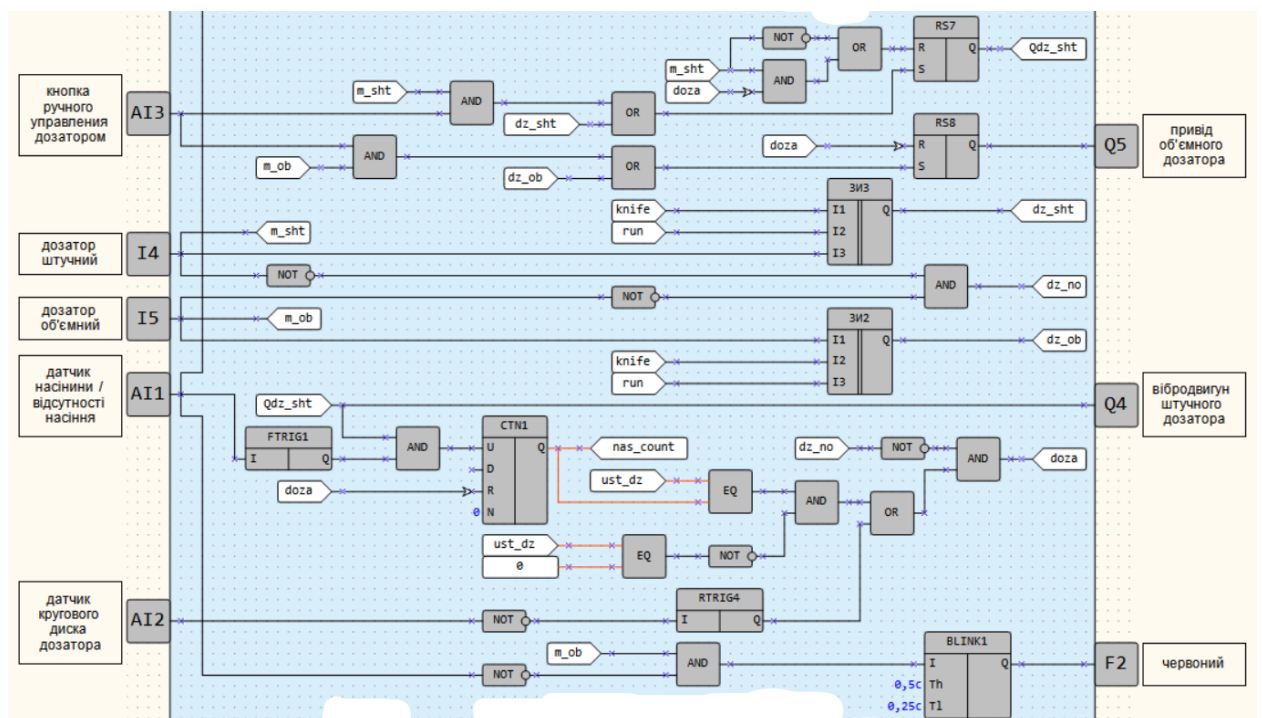 RS7
NOT
OR
R
Q
Qdz_sht
m_sht
AND
S
doza
кнопка
ручного
управления
дозатором
AI3
m_sht
AND
dz_sht
OR
RS8
doza
R
Q
Q5
привід
об'ємного
дозатора
AND
m_ob
dz_ob
OR
S
ЗИ3
knife
I1
Q
dz_sht
run
I2
I3
дозатор
штучний
I4
m_sht
NOT
AND
dz_no
NOT
дозатор
об'ємний
I5
m_ob
ЗИ2
I1
Q
dz_ob
knife
I2
run
I3
датчик
насінини /
відсутності
насіння
AI1
Qdz_sht
Q4
вібродвигун
штучного
дозатора
FTRIG1
I
Q
AND
CTN1
U
Q
nas_count
D
R
0 N
doza
ust_dz
EQ
dz_no
NOT
AND
doza
AND
OR
ust_dz
0
EQ
NOT
датчик
кругового
диска
дозатора
AI2
NOT
RTRIG4
I
Q
m_ob
AND
NOT
BLINK1
I
Q
0,5с Th
0,25с Tl
F2
червоний